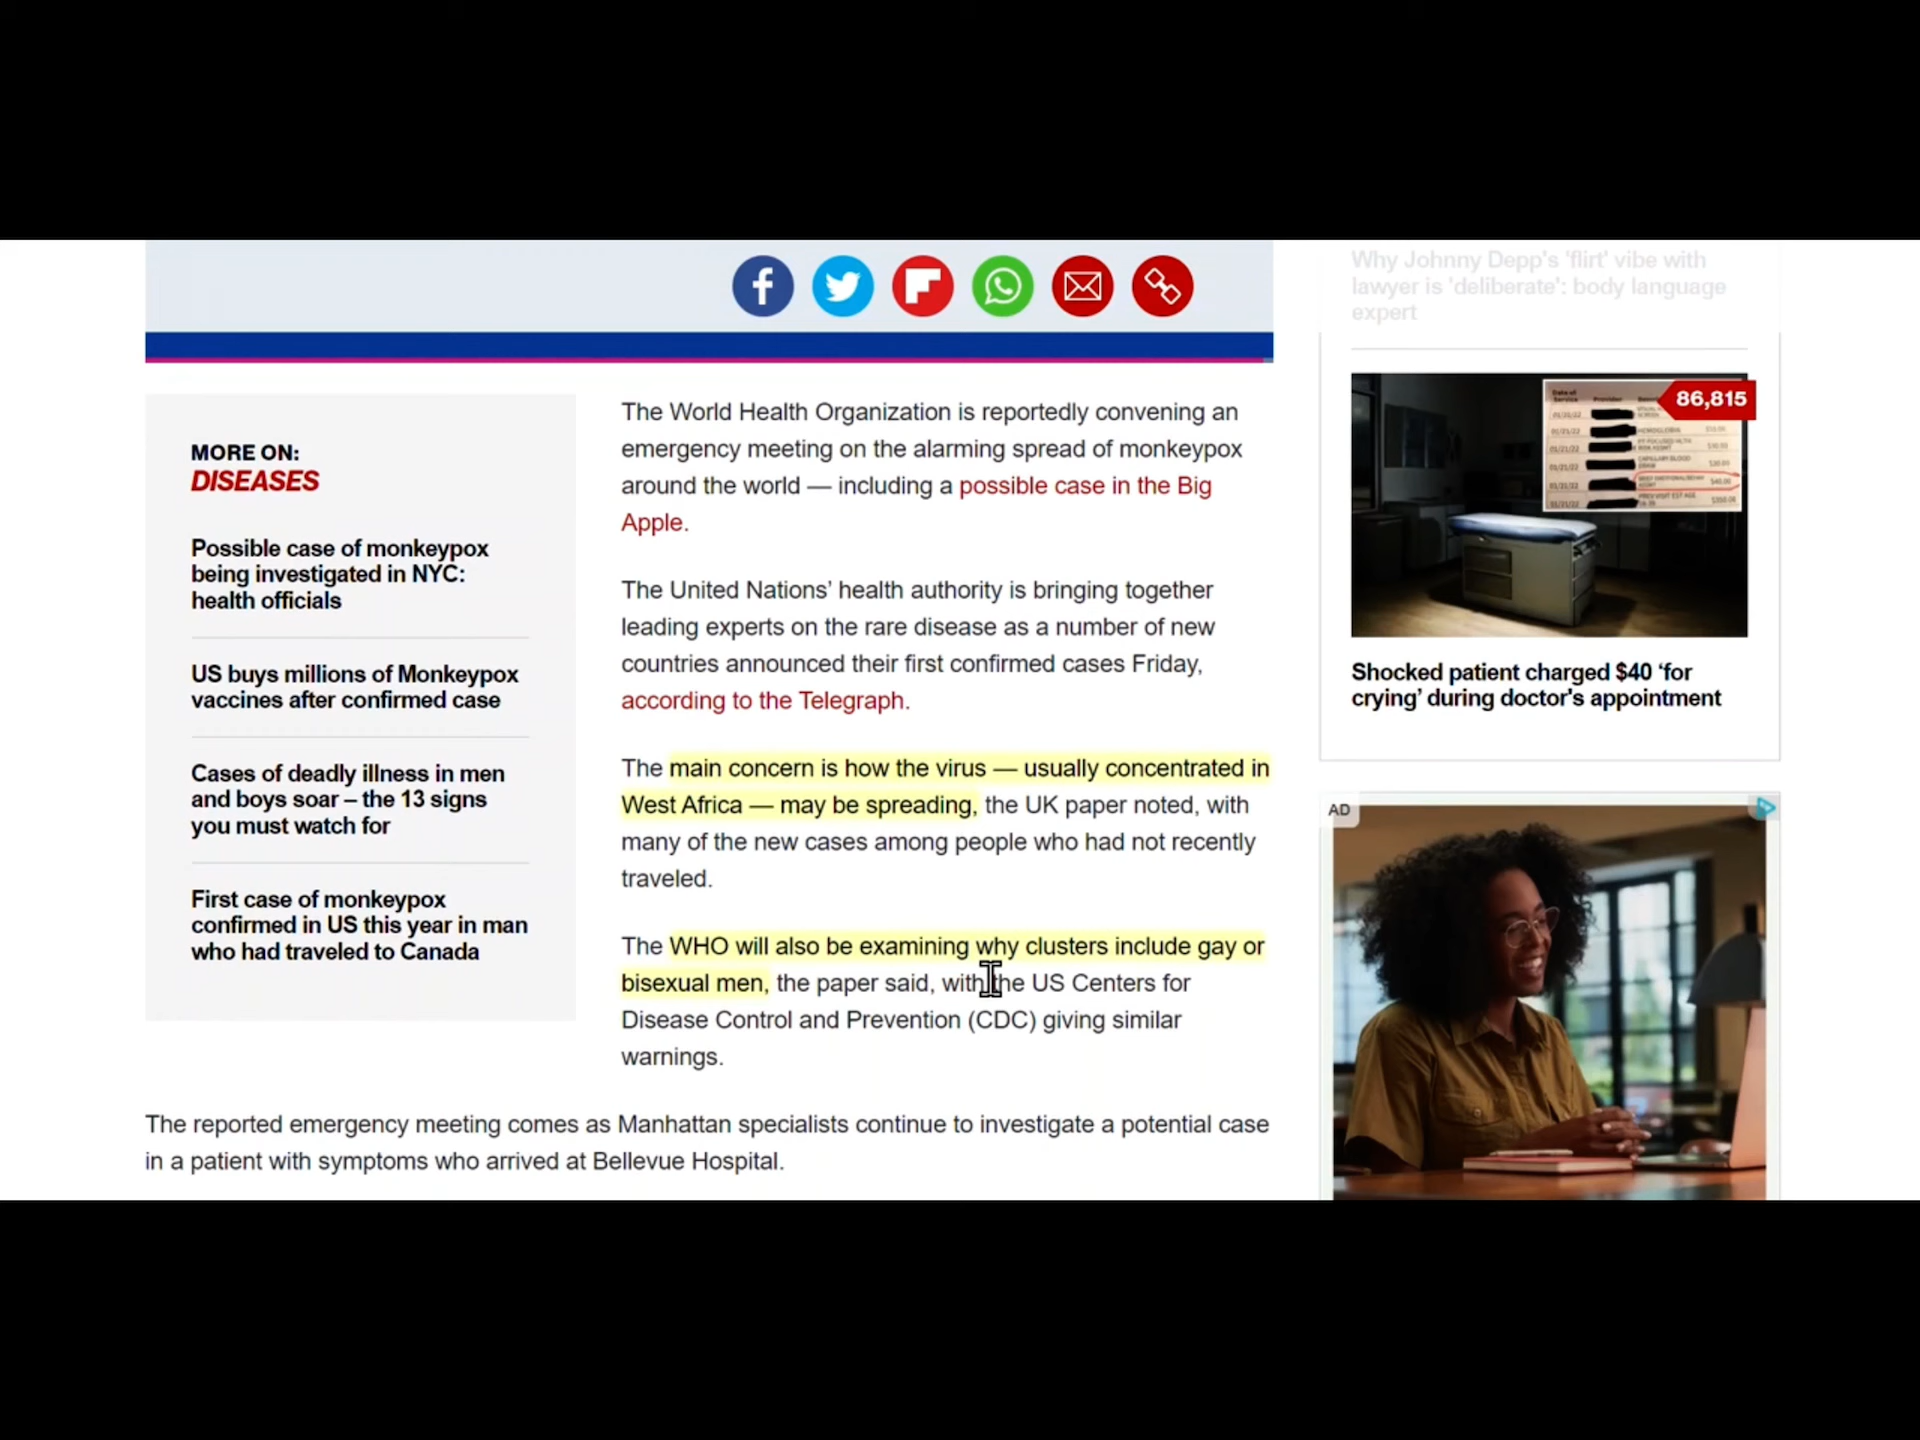 Why Johnny Depp's 'flirt' vibe with
lawyer is 'deliberate': body language
expert
86,815
Shocked patient charged $40 ‘for
crying’ during doctor's appointment
AD
MORE ON:
DISEASES
Possible case of monkeypox
being investigated in NYC:
health officials
US buys millions of Monkeypox
vaccines after confirmed case
Cases of deadly illness in men
and boys soar – the 13 signs
you must watch for
First case of monkeypox
confirmed in US this year in man
who had traveled to Canada
The World Health Organization is reportedly convening an
emergency meeting on the alarming spread of monkeypox
around the world — including a possible case in the Big
Apple.
The United Nations’ health authority is bringing together
leading experts on the rare disease as a number of new
countries announced their first confirmed cases Friday,
according to the Telegraph.
The main concern is how the virus — usually concentrated in
West Africa — may be spreading, the UK paper noted, with
many of the new cases among people who had not recently
traveled.
The WHO will also be examining why clusters include gay or
bisexual men, the paper said, with the US Centers for
Disease Control and Prevention (CDC) giving similar
warnings.
The reported emergency meeting comes as Manhattan specialists continue to investigate a potential case
in a patient with symptoms who arrived at Bellevue Hospital.